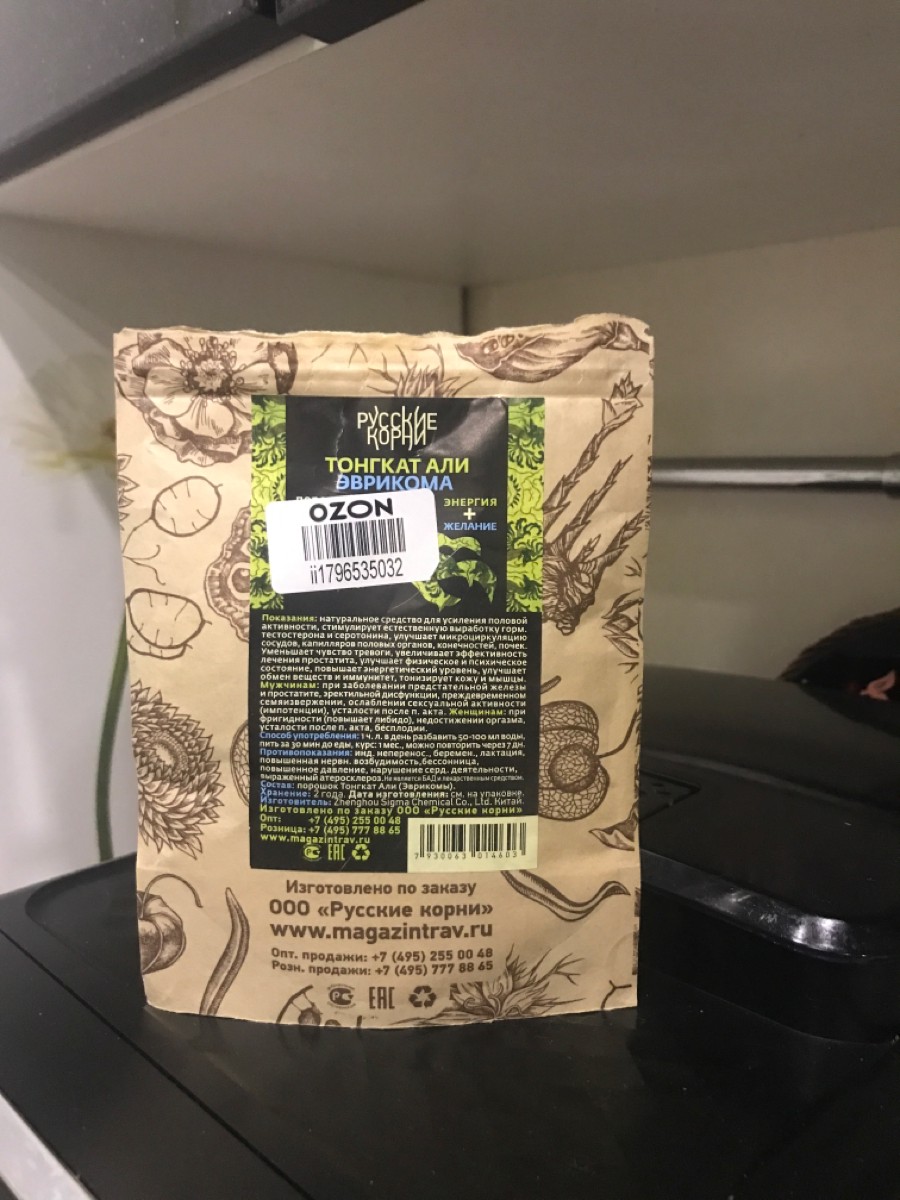 РУССКИЕ
КОРНИ
ТОНГКАТ АЛИ
ЭВРИКОМА
ЭНЕРГИЯ
+
ЖЕЛАНИЕ
OZON
ii1796535032
Показания: натуральное средство для усиления половой
активности, стимулирует естественную выработку горм.
тестостерона и серотонина, улучшает микроциркуляцию
сосудов, капилляров половых органов, конечностей, почек.
Уменьшает чувство тревоги, увеличивает эффективность
лечения простатита, улучшает физическое и психическое
состояние, повышает энергетический уровень, улучшает
обмен веществ и иммунитет, тонизирует кожу и мышцы.
Мужчинам: при заболевании предстательной железы
и простатите, эректильной дисфункции, преждевременном
семяизвержении, ослаблении сексуальной активности
(импотенции), усталости после п. акта. Женщинам: при
фригидности (повышает либидо), недостижении оргазма,
усталости после п. акта, бесплодии.
Способ употребления: 1 ч. л. в день разбавить 50-100 мл воды,
пить за 30 мин до еды, курс: 1 мес., можно повторить через 7 дн.
Противопоказания: инд. неперенос., беремен., лактация,
повышенная нервн. возбудимость, бессонница,
повышенное давление, нарушение серд. деятельности,
выраженный атеросклероз. Не является БАД и лекарственным средством.
Состав: порошок Тонгкат Али (Эврикомы).
Хранение: 2 года. Дата изготовления: см. на упаковке.
Изготовитель: Zhenghou Sigma Chemical Co., Ltd. Китай.
Изготовлено по заказу ООО «Русские корни»
Опт: +7 (495) 255 00 48
Розница: +7 (495) 777 88 65
www.magazintrav.ru
EAC
7 930063 014603
Изготовлено по заказу
ООО «Русские корни»
www.magazintrav.ru
Опт. продажи: +7 (495) 255 00 48
Розн. продажи: +7 (495) 777 88 65
EAC